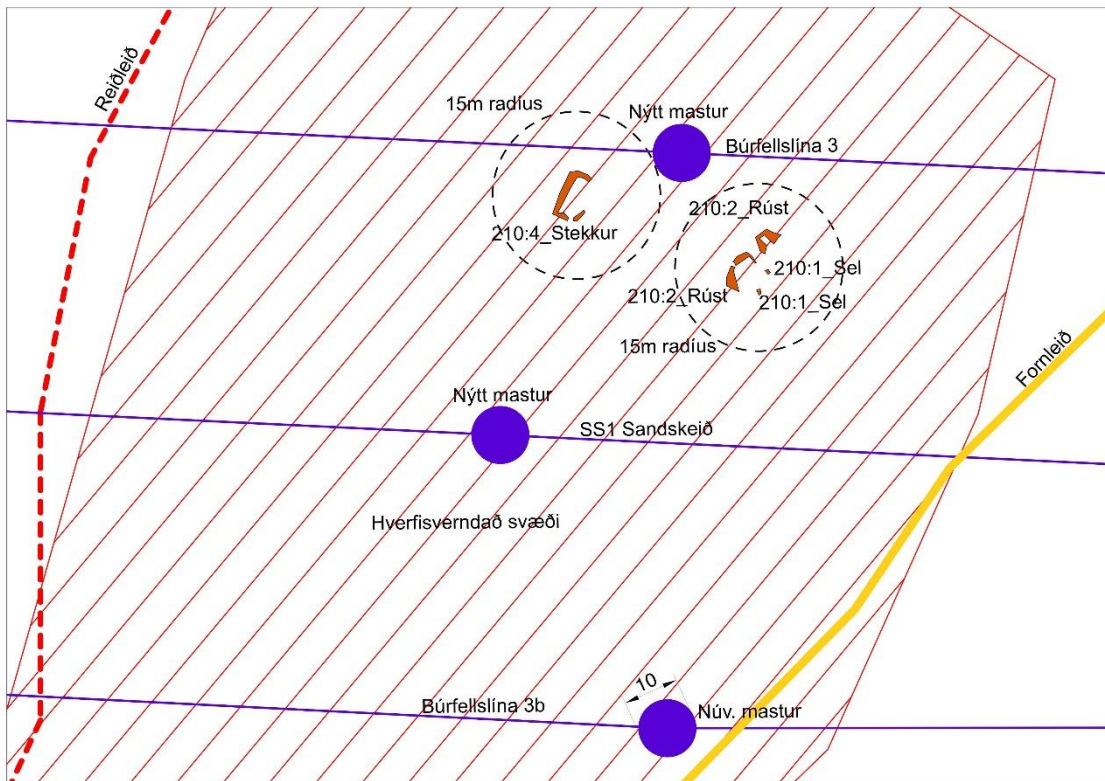 Reiðleið
15m radíus
Nýtt mastur
Búrfellslína 3
210:2_Rúst
210:4_Stekkur
210:1_Sel
210:2_Rúst
210:1_Sel
15m radíus
Fornleið
Nýtt mastur
SS1 Sandskeið
Hverfisverndað svæði
10
Búrfellslína 3b
Núv. mastur